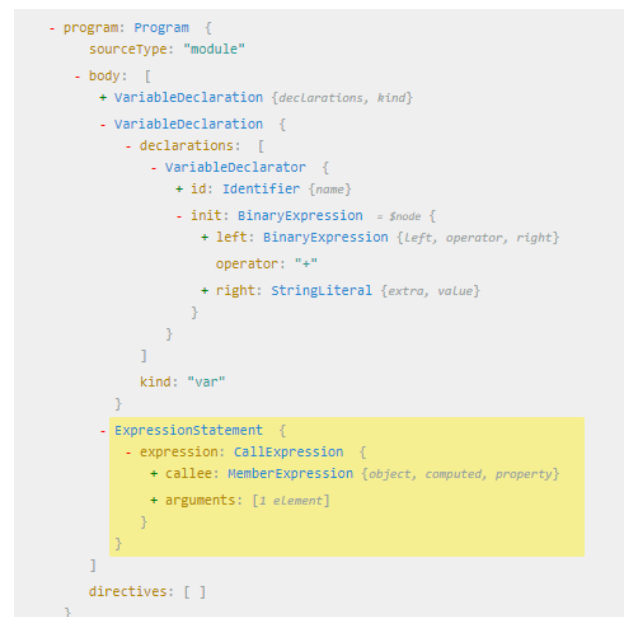 - program: Program {
sourceType: "module"
- body: [
+ VariableDeclaration {declarations, kind}
- VariableDeclaration {
- declarations: [
- VariableDeclarator {
+ id: Identifier {name}
- init: BinaryExpression = $node {
+ left: BinaryExpression {left, operator, right}
operator: "+"
+ right: StringLiteral {extra, value}
}
}
]
kind: "var"
}
- ExpressionStatement {
- expression: CallExpression {
+ callee: MemberExpression {object, computed, property}
+ arguments: [1 element]
}
}
]
directives: [ ]
}